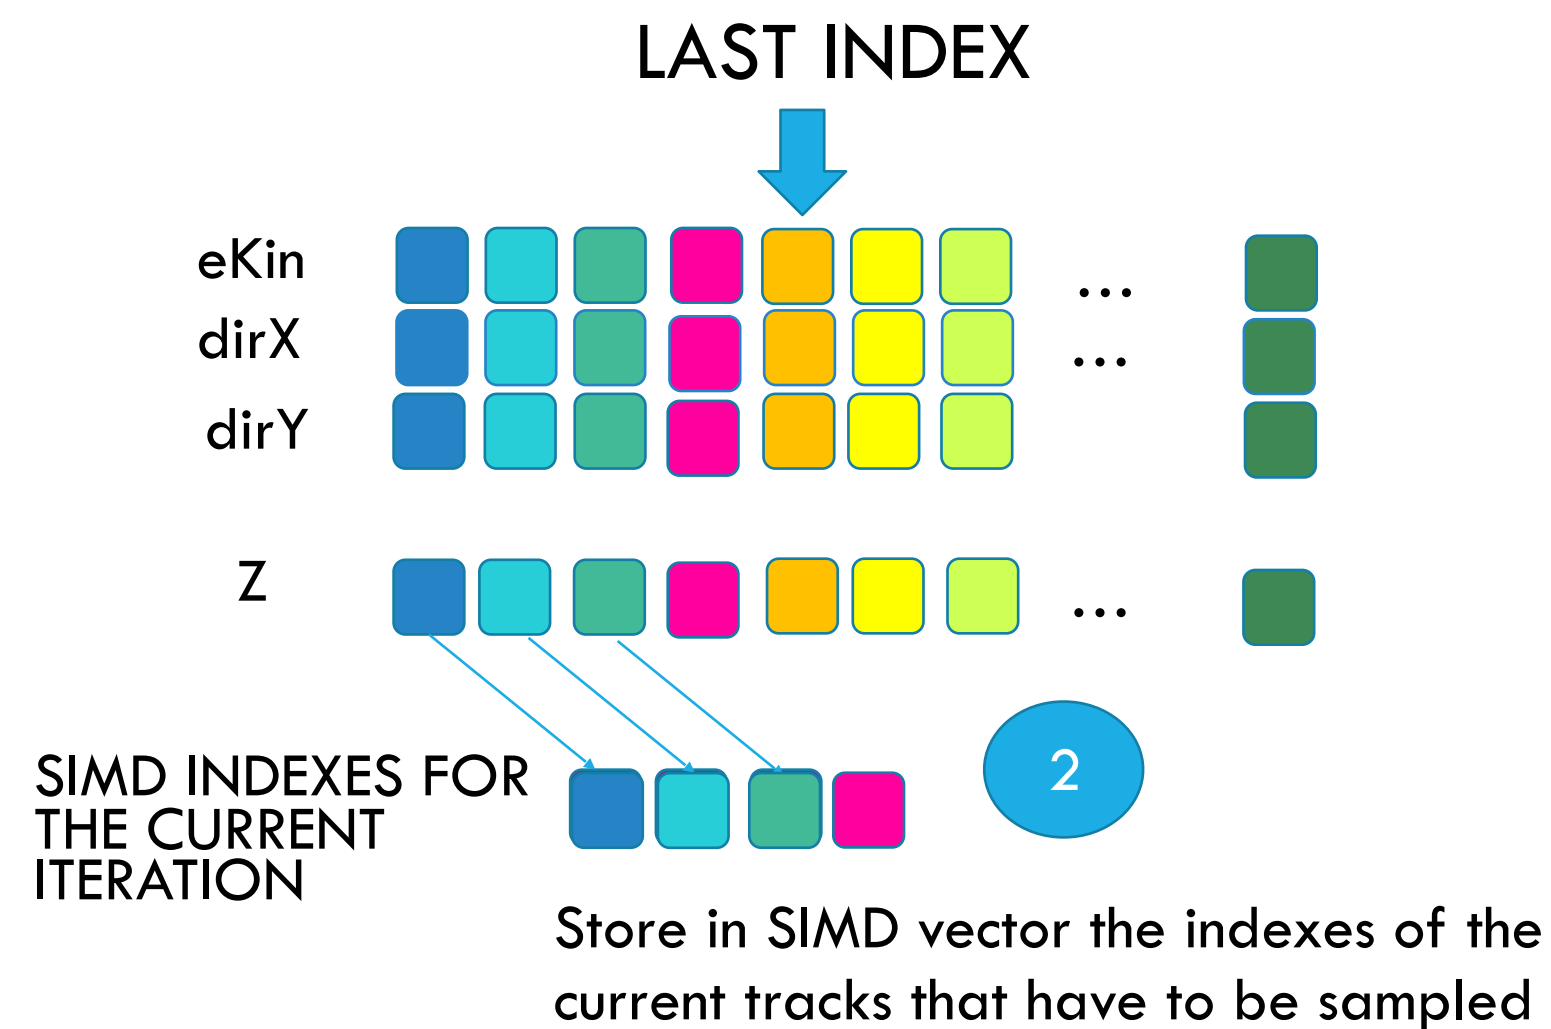 LAST INDEX
eKin
...
dirX
...
dirY
Z
...
SIMD INDEXES FOR
THE CURRENT
ITERATION
2
Store in SIMD vector the indexes of the
current tracks that have to be sampled